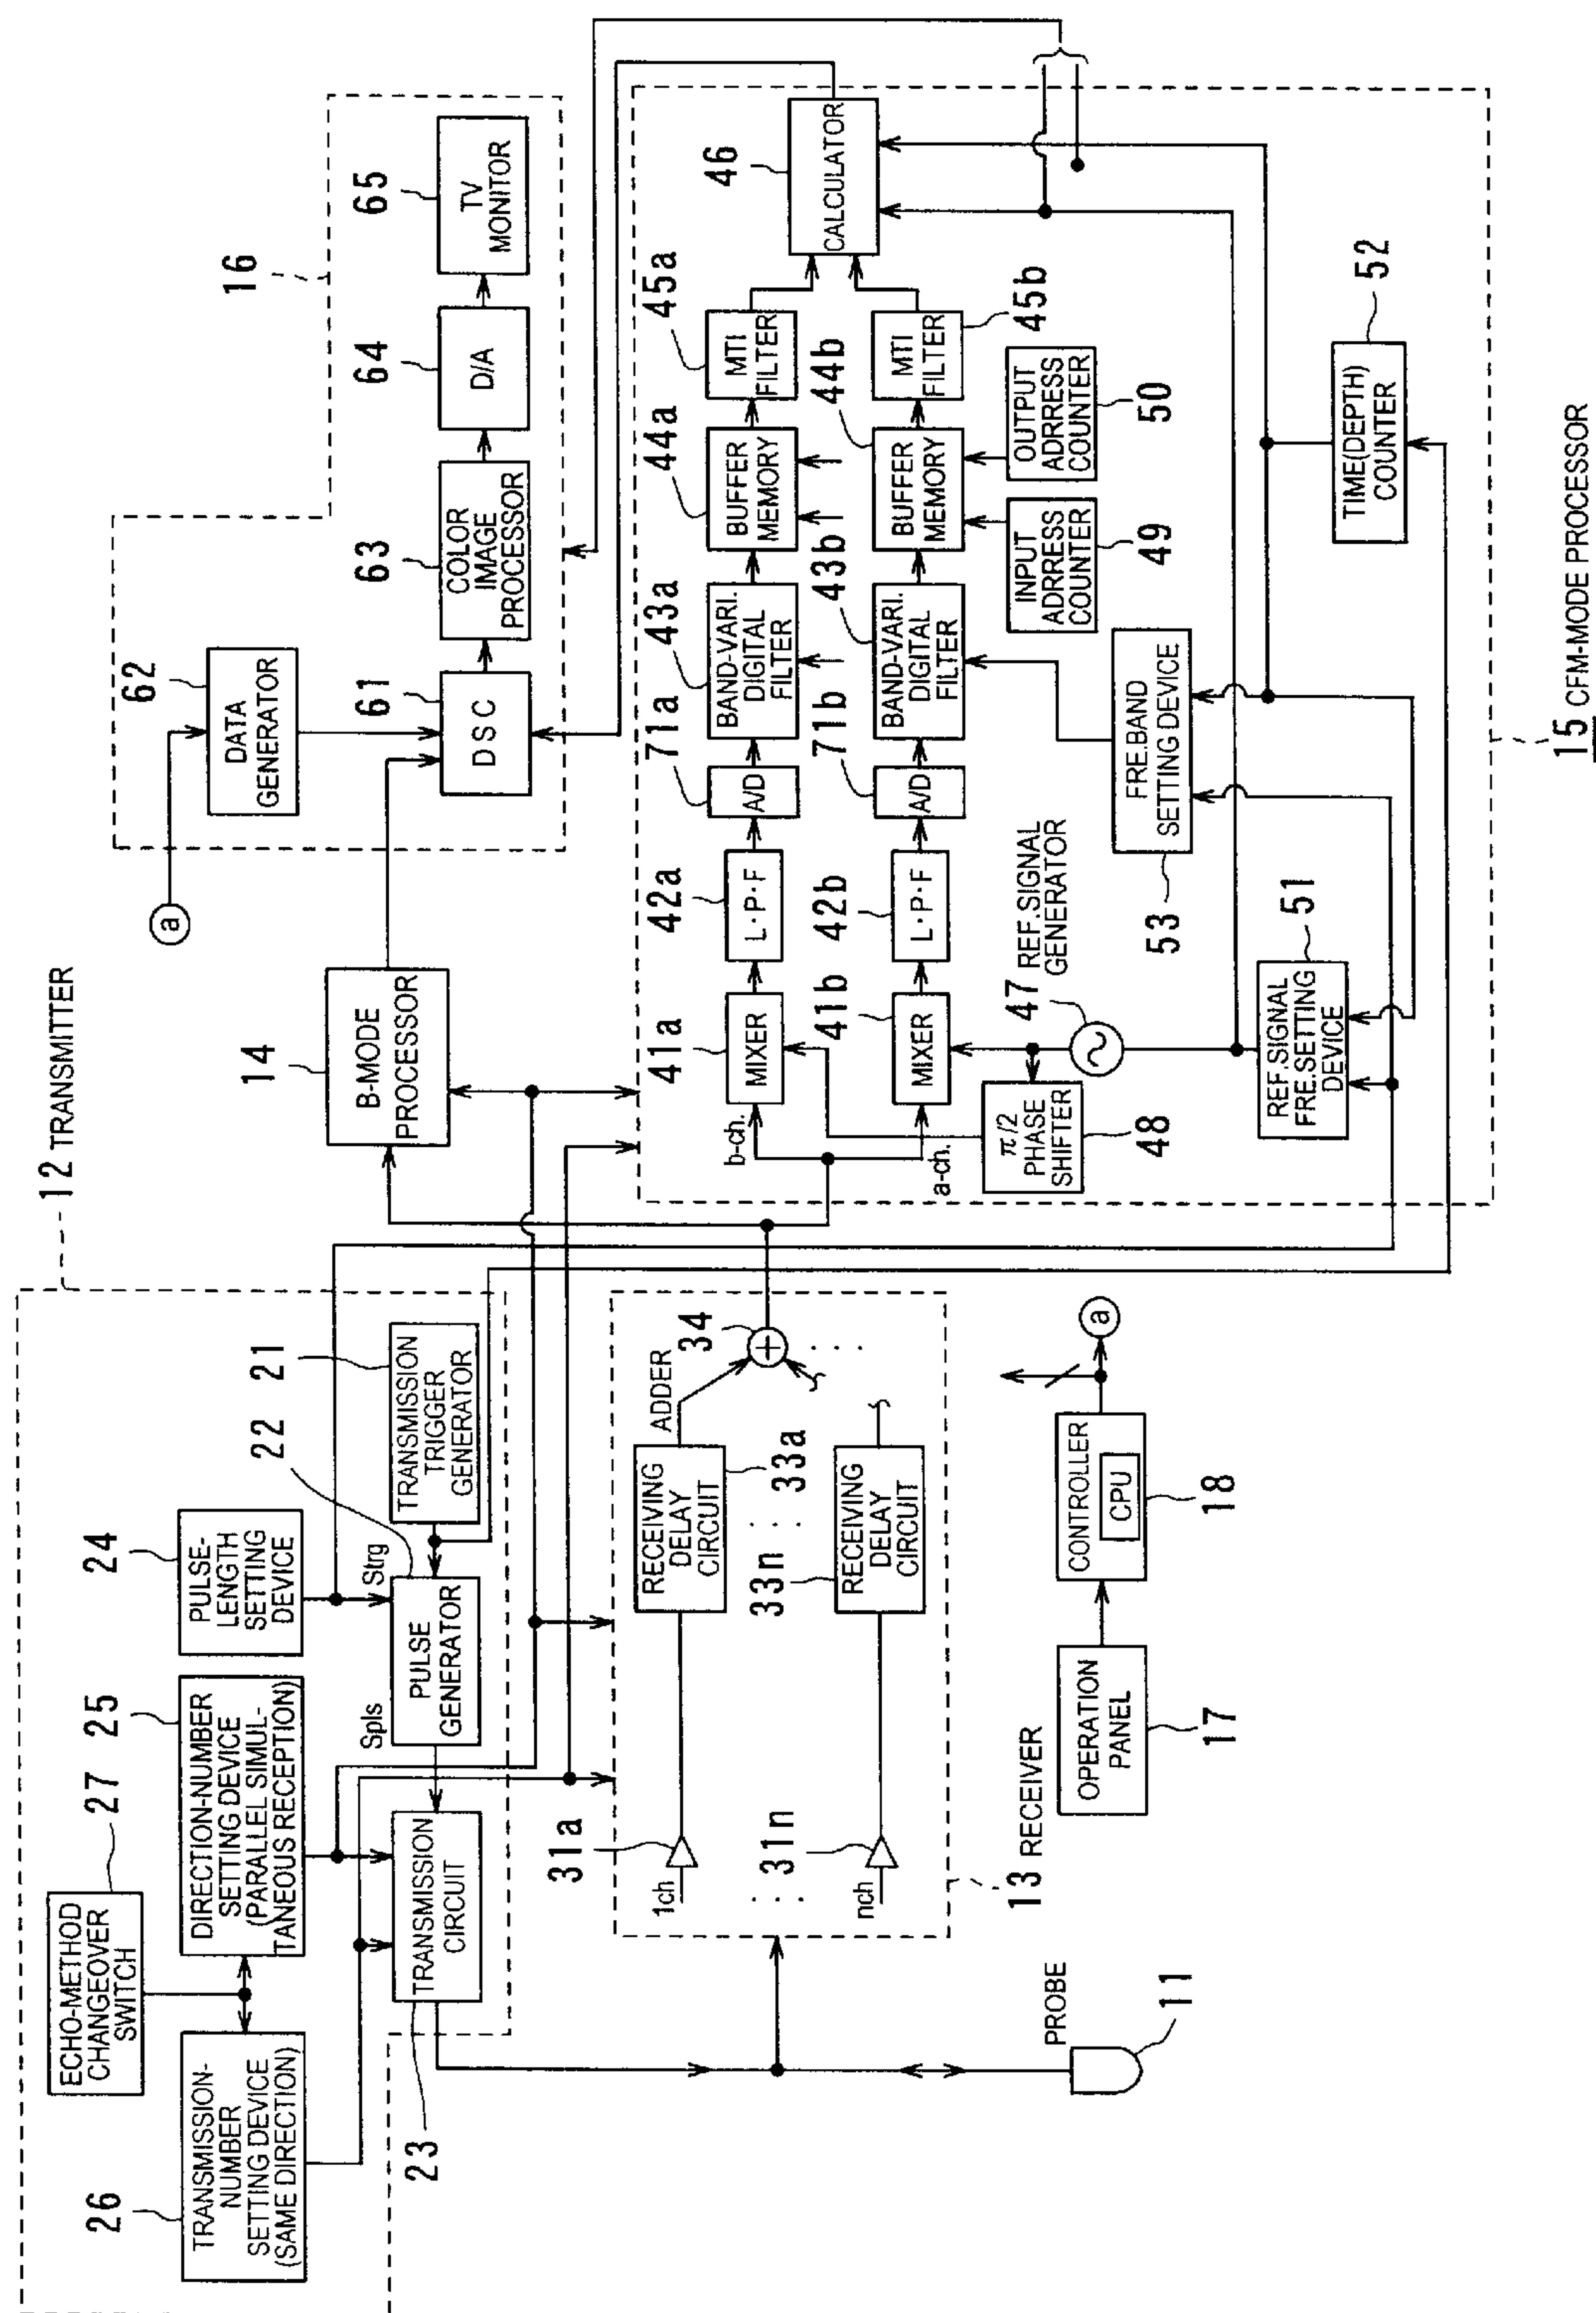 12 TRANSMITTER
ECHO-METHOD
CHANGEOVER
SWITCH
27
26
TRANSMISSION-
NUMBER
SETTING DEVICE
(SAME DIRECTION)
25
DIRECTION-NUMBER
SETTING DEVICE
(PARALLEL SIMUL-
TANEOUS RECEPTION)
24
PULSE-
LENGTH
SETTING
DEVICE
23
TRANSMISSION
CIRCUIT
Spls
PULSE
GENERATOR
Strg
22
21
TRANSMISSION
TRIGGER
GENERATOR
31a
1ch
RECEIVING
DELAY
CIRCUIT
33a
ADDER
34
31n
nch
33n
RECEIVING
DELAY
CIRCUIT
13 RECEIVER
PROBE
11
OPERATION
PANEL
17
CONTROLLER
CPU
18
a
14
B-MODE
PROCESSOR
a
62
DATA
GENERATOR
16
61
DSC
63
COLOR
IMAGE
PROCESSOR
64
D/A
65
TV
MONITOR
b-ch.
41a
MIXER
42a
L·P·F
71a
A/D
43a
BAND-VARI.
DIGITAL
FILTER
44a
BUFFER
MEMORY
45a
MTI
FILTER
46
CALCULATOR
a-ch.
41b
MIXER
42b
L·P·F
71b
A/D
43b
BAND-VARI.
DIGITAL
FILTER
44b
BUFFER
MEMORY
MTI
FILTER
45b
π/2
PHASE
SHIFTER
48
47 REF.SIGNAL
GENERATOR
INPUT
ADRRESS
COUNTER
49
OUTPUT
ADRRESS
COUNTER
50
51
REF.SIGNAL
FRE.SETTING
DEVICE
FRE.BAND
SETTING DEVICE
53
52
TIME(DEPTH)
COUNTER
15 CFM-MODE PROCESSOR